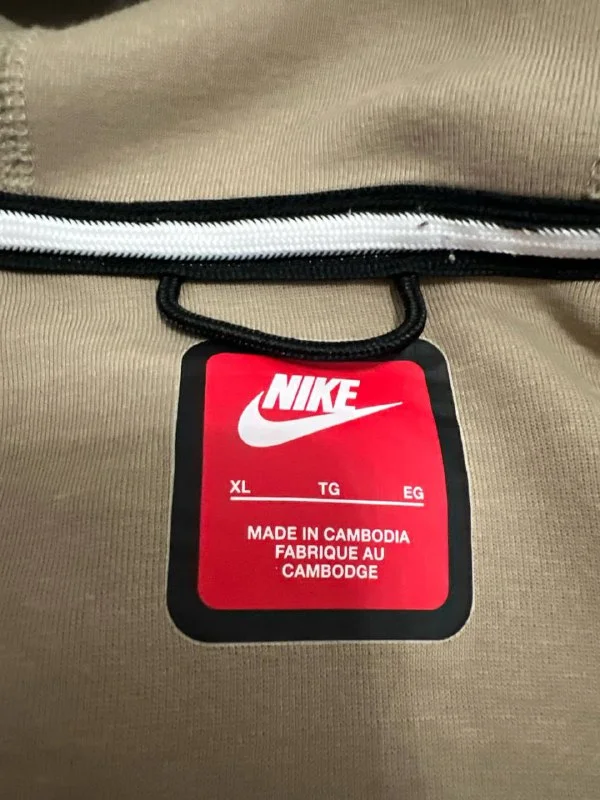 NIKE
XL TG EG
MADE IN CAMBODIA
FABRIQUE AU
CAMBODGE